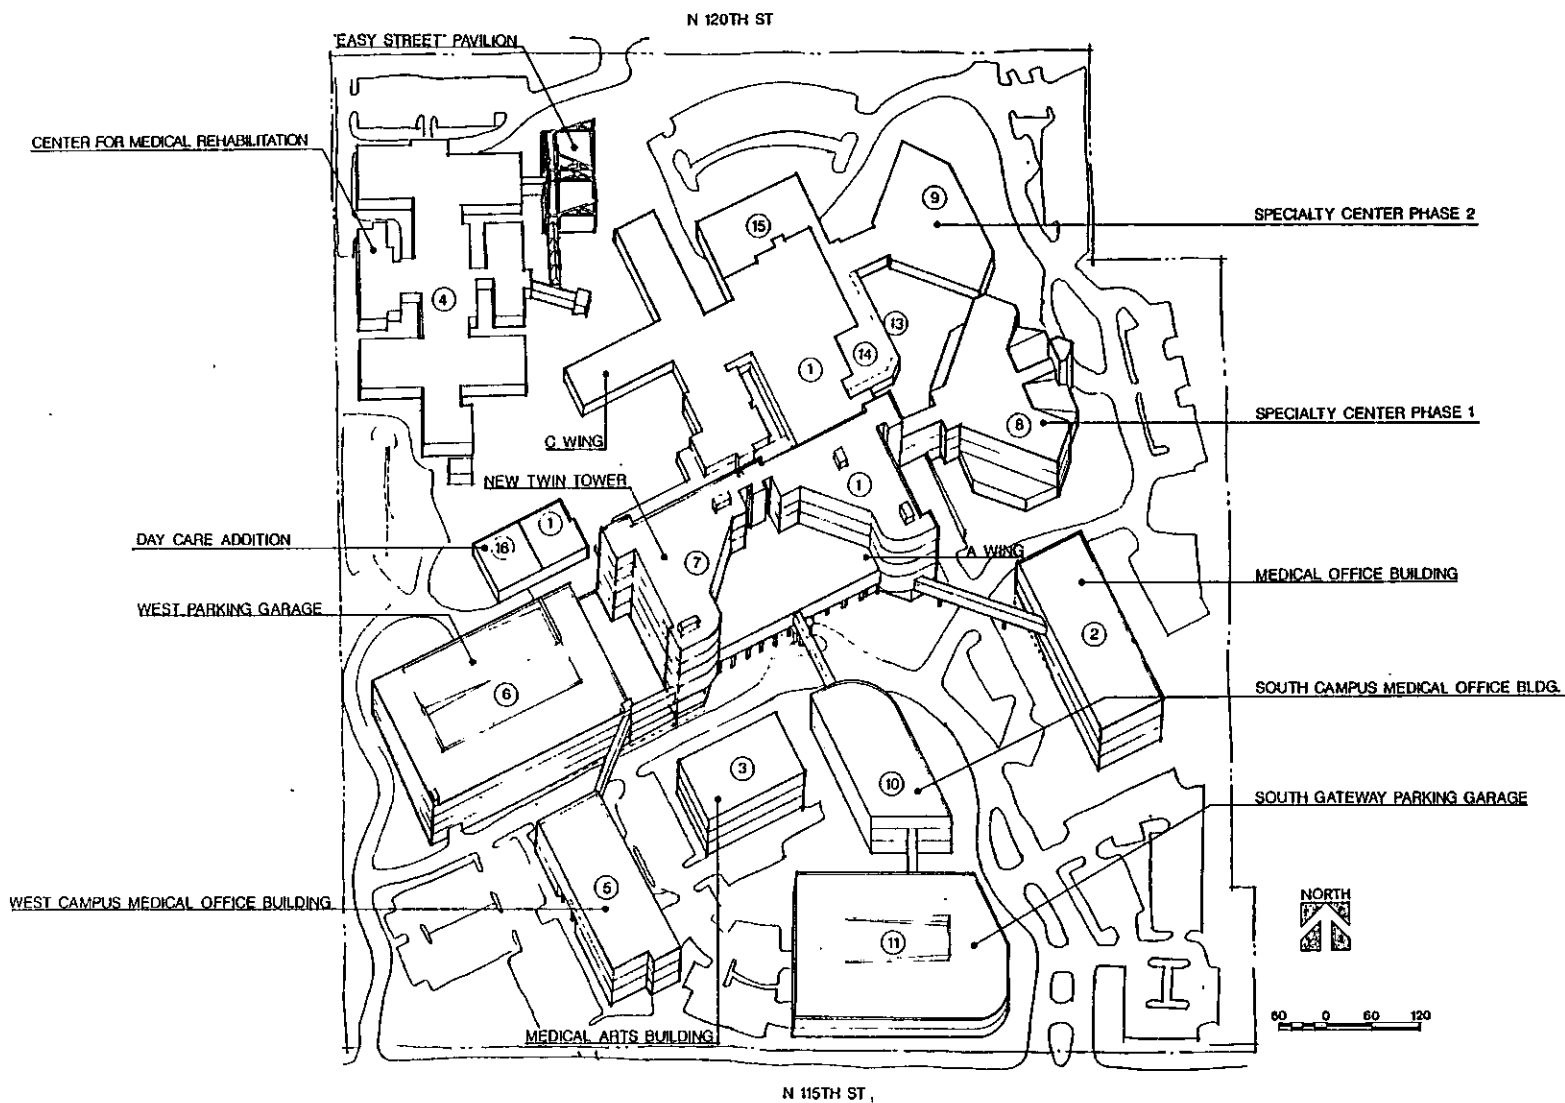 N 120TH ST
"EASY STREET" PAVILION
CENTER FOR MEDICAL REHABILITATION
9
15
SPECIALTY CENTER PHASE 2
4
13
14
1
C WING
8
SPECIALTY CENTER PHASE 1
NEW TWIN TOWER
1
1
16
DAY CARE ADDITION
7
A WING
MEDICAL OFFICE BUILDING
WEST PARKING GARAGE
2
6
SOUTH CAMPUS MEDICAL OFFICE BLDG.
3
10
SOUTH GATEWAY PARKING GARAGE
5
WEST CAMPUS MEDICAL OFFICE BUILDING
NORTH
11
60 0 60 120
MEDICAL ARTS BUILDING
N 115TH ST